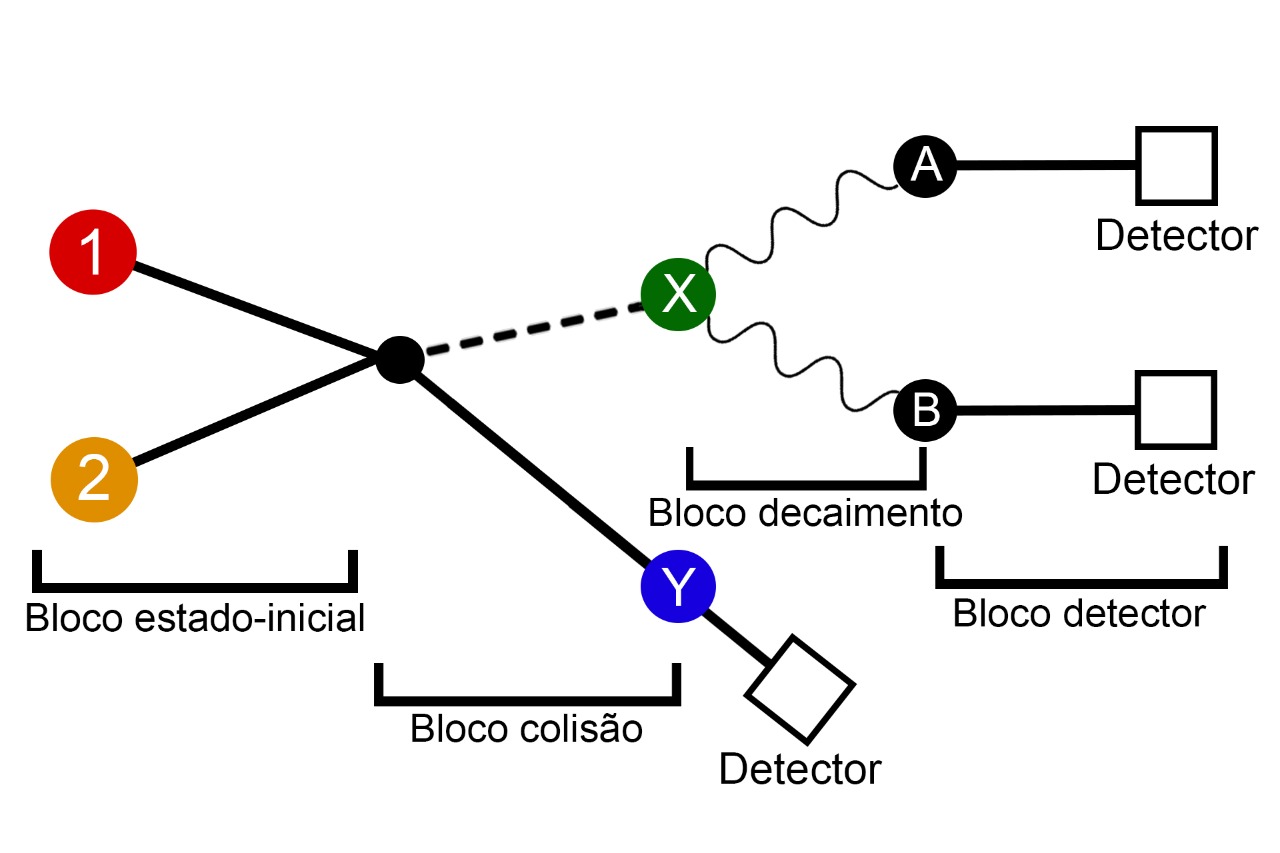 1
2
X
Y
A
B
Detector
Detector
Detector
Bloco estado-inicial
Bloco colisão
Bloco decaimento
Bloco detector